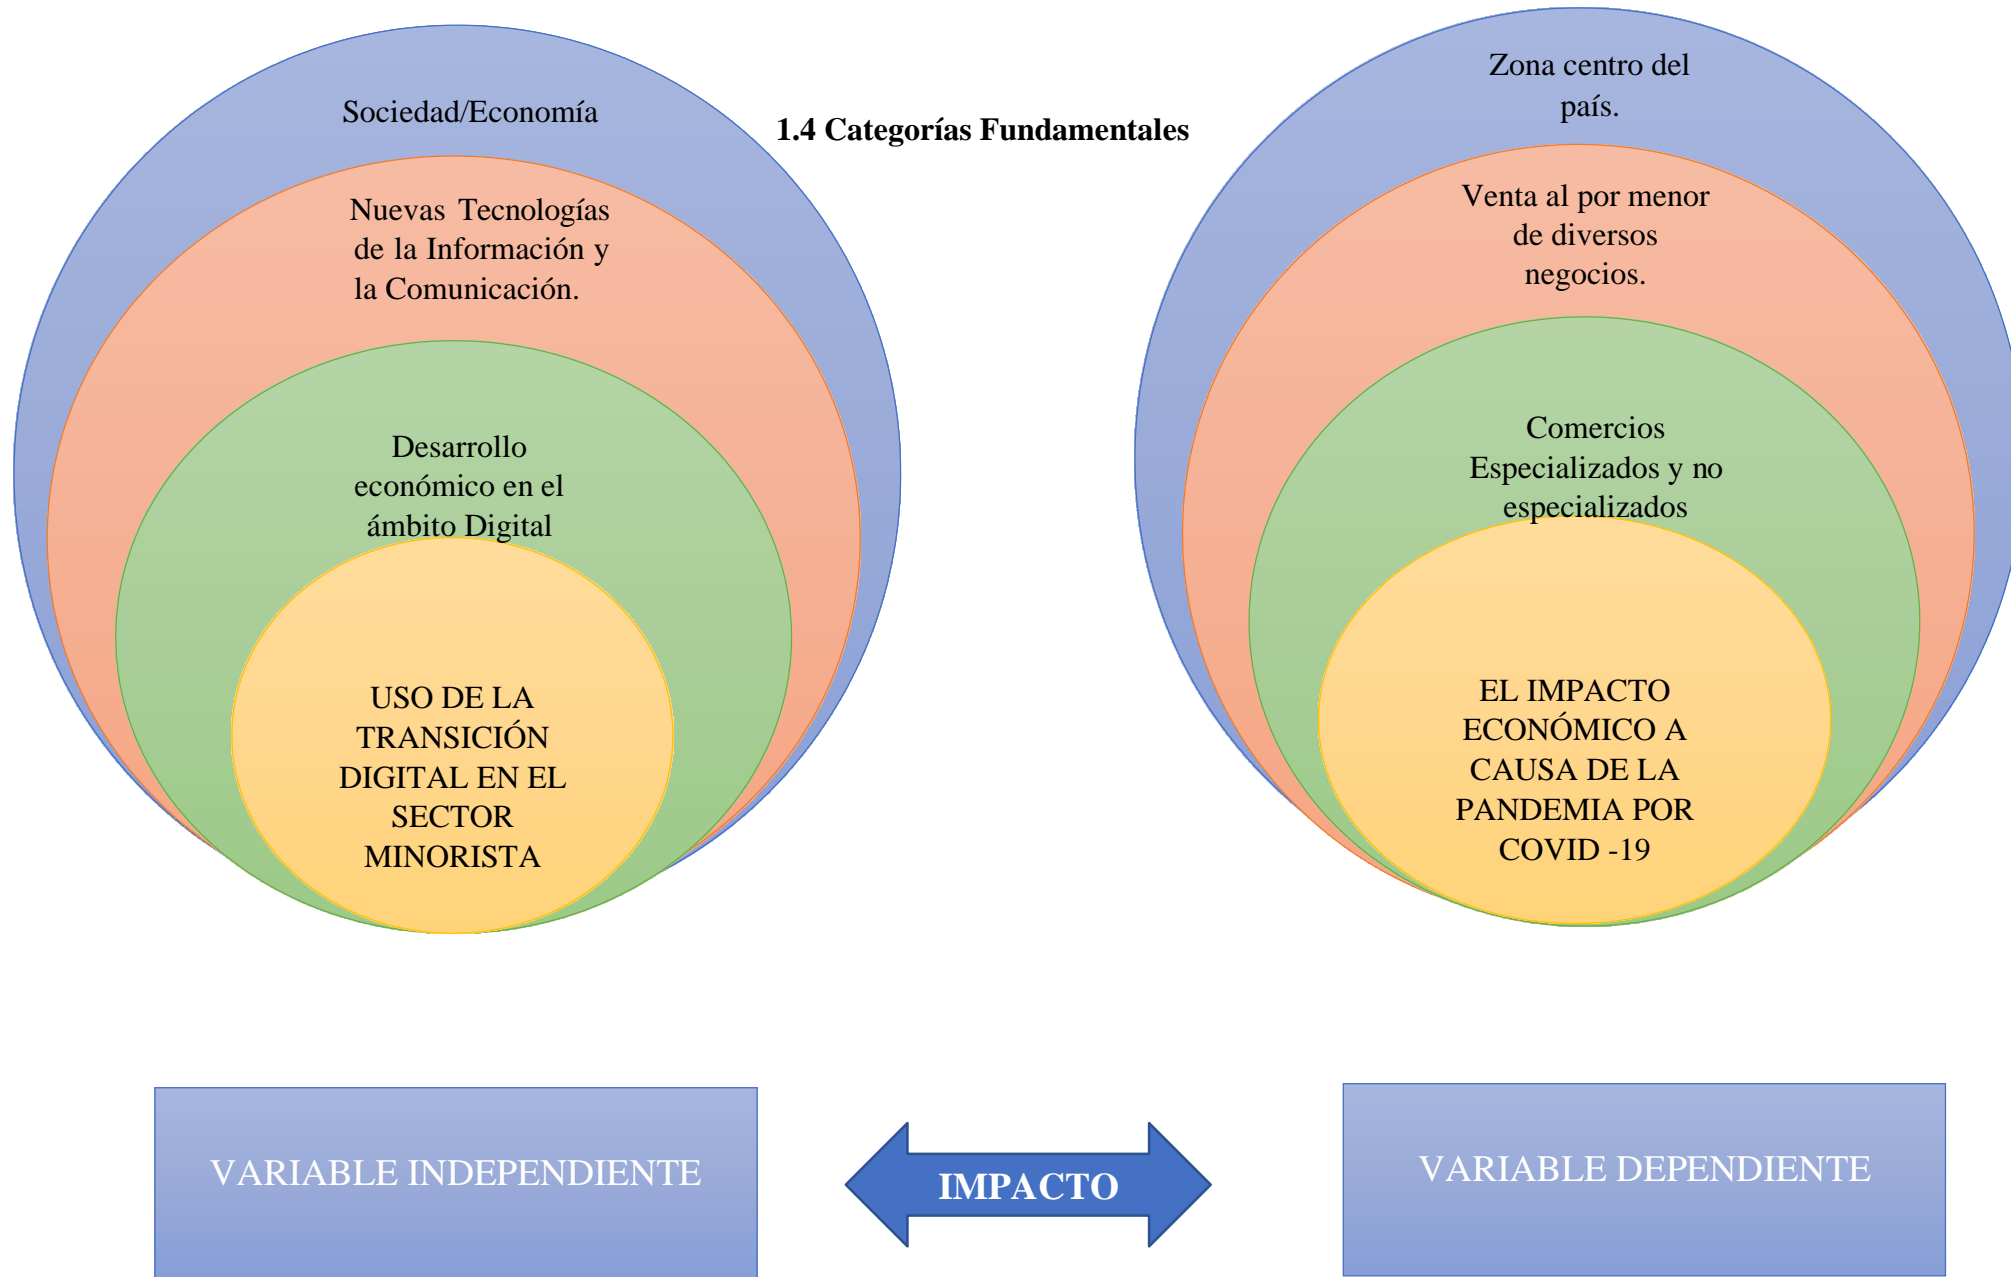 1.4 Categorías Fundamentales
Sociedad/Economía
Nuevas Tecnologías
de la Información y
la Comunicación.
Desarrollo
económico en el
ámbito Digital
USO DE LA
TRANSICIÓN
DIGITAL EN EL
SECTOR
MINORISTA
Zona centro del
país.
Venta al por menor
de diversos
negocios.
Comercios
Especializados y no
especializados
EL IMPACTO
ECONÓMICO A
CAUSA DE LA
PANDEMIA POR
COVID -19
VARIABLE INDEPENDIENTE
IMPACTO
VARIABLE DEPENDIENTE